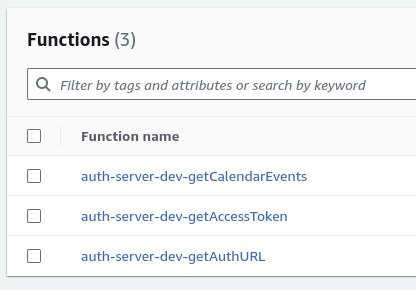 Functions (3)
Filter by tags and attributes or search by keyword
Function name
auth-server-dev-getCalendarEvents
auth-server-dev-getAccessToken
auth-server-dev-getAuthURL